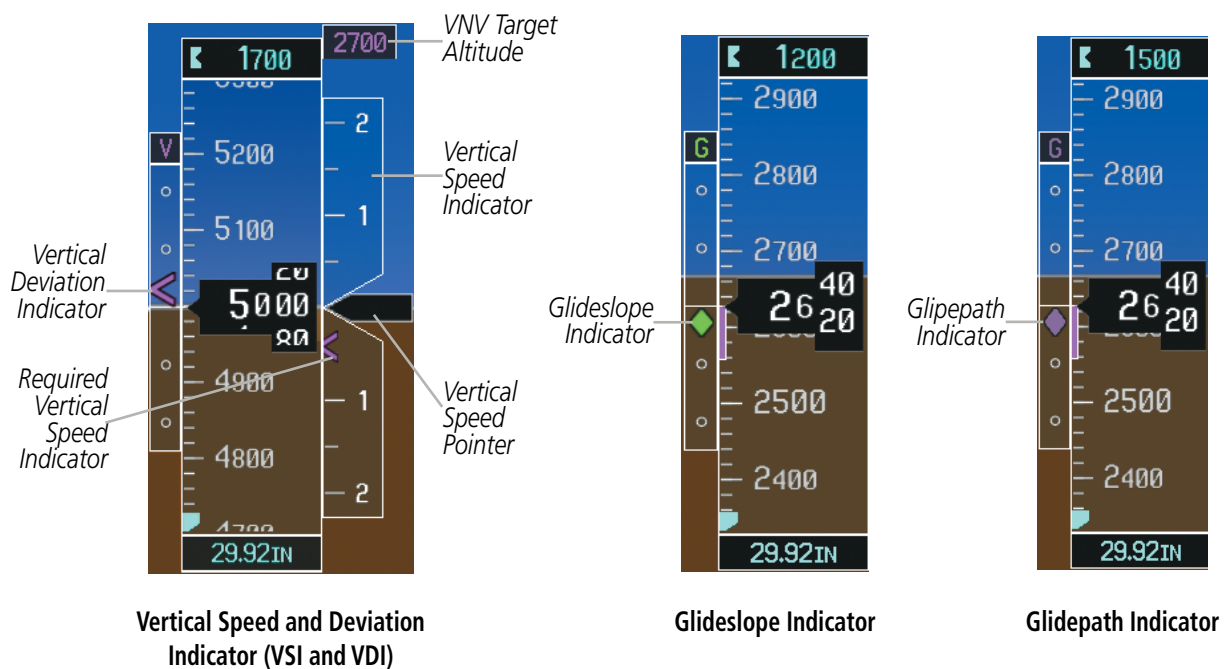 VNV Target
Altitude
2700
1700
5300
2
V
5200
Vertical
Speed
Indicator
1
5100
Vertical
Deviation
Indicator
5000
80
4900
Required
Vertical
Speed
Indicator
1
Vertical
Speed
Pointer
4800
2
4700
29.92IN
Vertical Speed and Deviation
Indicator (VSI and VDI)
1200
2900
G
2800
2700
Glideslope
Indicator
26
40
20
2500
2400
29.92IN
Glideslope Indicator
1500
2900
G
2800
2700
Glipepath
Indicator
26
40
20
2500
2400
29.92IN
Glidepath Indicator